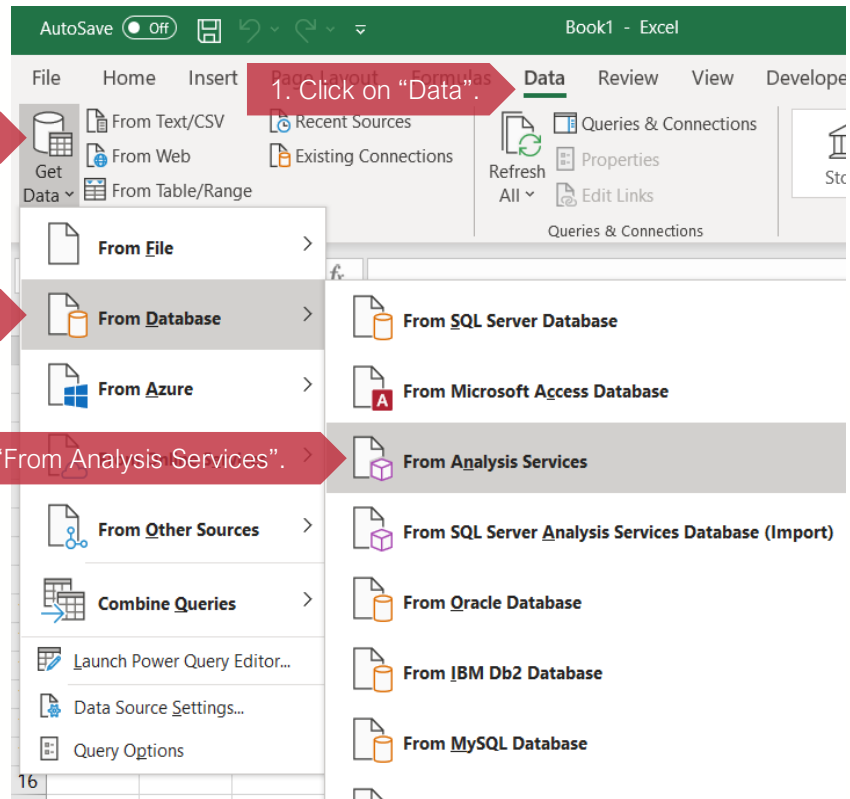 AutoSave Off Book1 - Excel
File Home Insert Page Layout Formulas Data Review View Develope
1. Click on “Data”.
From Text/CSV Recent Sources Queries & Connections
From Web Existing Connections Properties
Get Data From Table/Range Refresh All Edit Links
Sto
Queries & Connections
fx
From File
From Database
From Azure
“From Analysis Services”.
From Other Sources
Combine Queries
Launch Power Query Editor...
Data Source Settings...
Query Options
16
From SQL Server Database
From Microsoft Access Database
From Analysis Services
From SQL Server Analysis Services Database (Import)
From Oracle Database
From IBM Db2 Database
From MySQL Database